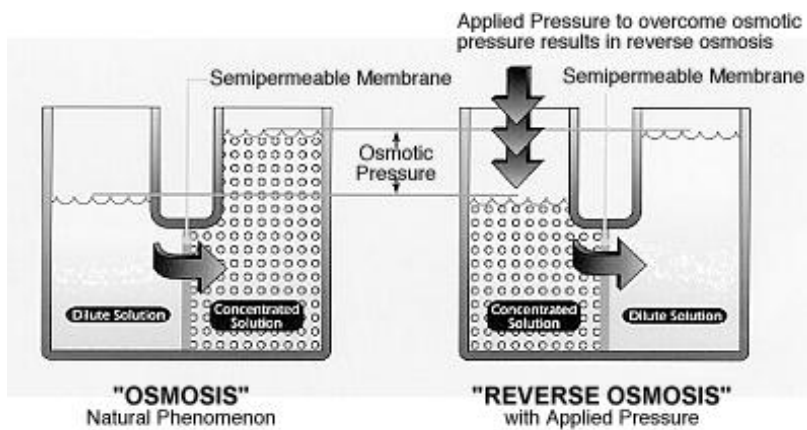 Applied Pressure to overcome osmotic
pressure results in reverse osmosis
Semipermeable Membrane
Semipermeable Membrane
Osmotic
Pressure
Dilute Solution
Concentrated
Solution
Concentrated
Solution
Dilute Solution
"OSMOSIS"
Natural Phenomenon
"REVERSE OSMOSIS"
with Applied Pressure